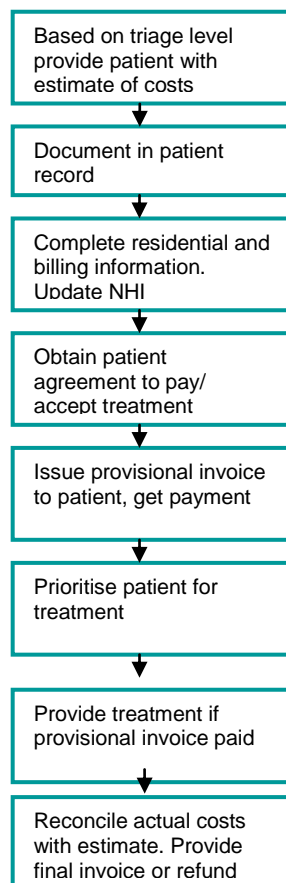 Based on triage level
provide patient with
estimate of costs
Document in patient
record
Complete residential and
billing information.
Update NHI
Obtain patient
agreement to pay/
accept treatment
Issue provisional invoice
to patient, get payment
Prioritise patient for
treatment
Provide treatment if
provisional invoice paid
Reconcile actual costs
with estimate. Provide
final invoice or refund